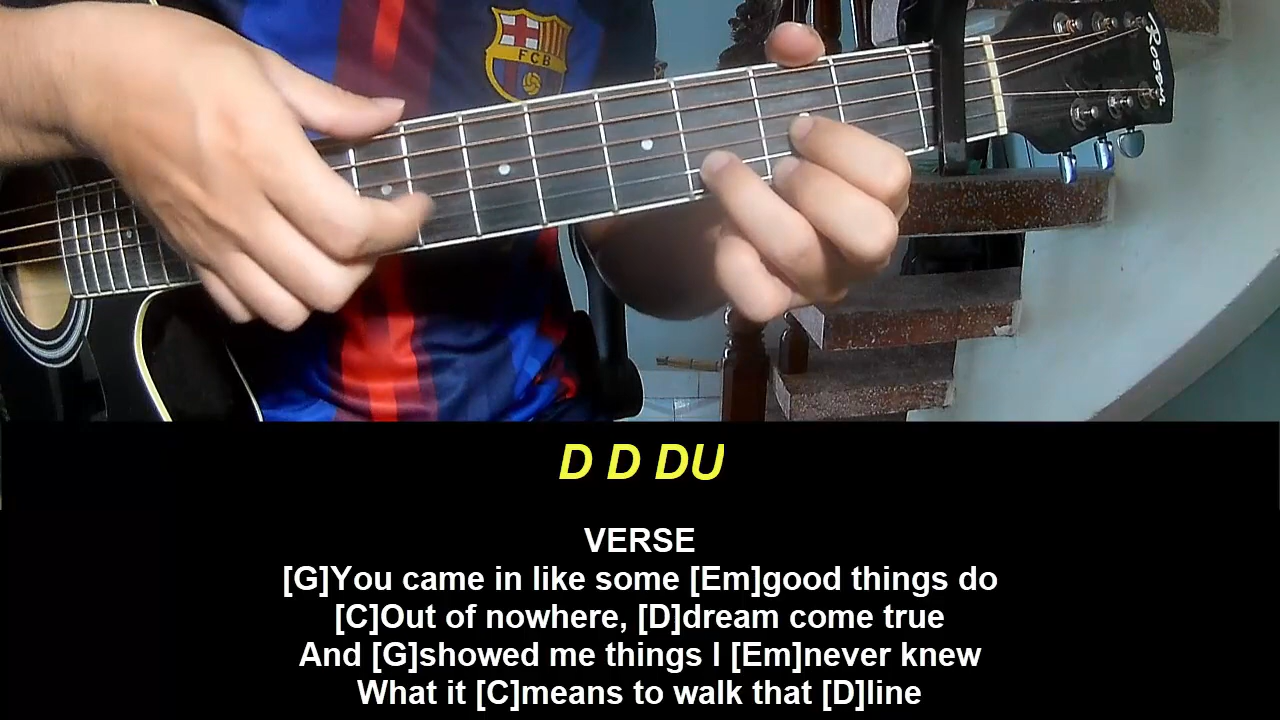 FCB
Rosen
D D DU
VERSE
[G]You came in like some [Em]good things do
[C]Out of nowhere, [D]dream come true
And [G]showed me things I [Em]never knew
What it [C]means to walk that [D]line